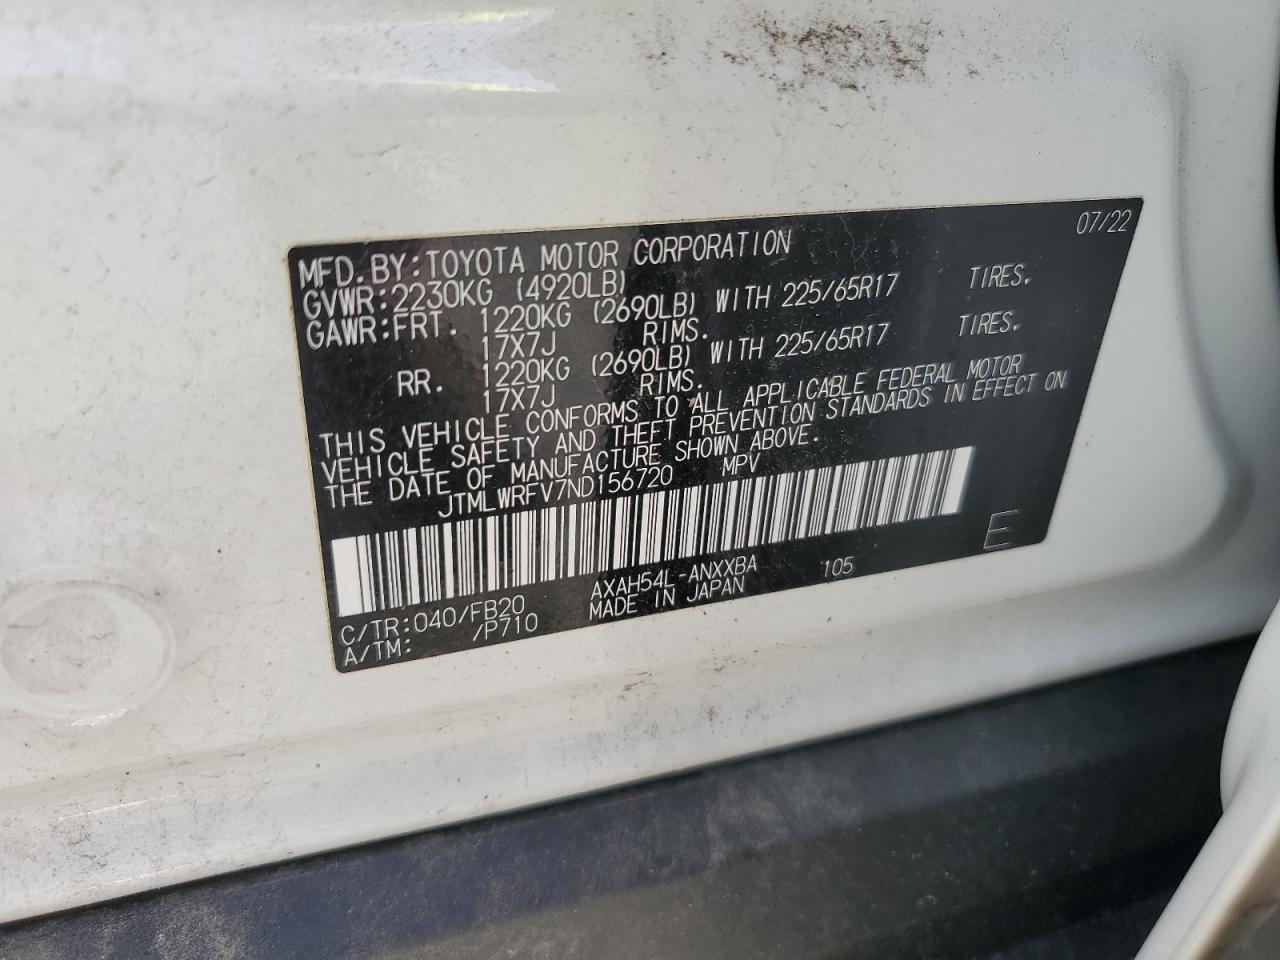 07/22
MFD.BY:TOYOTA MOTOR CORPORATION
GVWR:2230KG (4920LB)
GAWR:FRT. 1220KG (2690LB) WITH 225/65R17 TIRES.
17X7J RIMS.
RR. 1220KG (2690LB) WITH 225/65R17 TIRES.
17X7J RIMS.
THIS VEHICLE CONFORMS TO ALL APPLICABLE FEDERAL MOTOR
VEHICLE SAFETY AND THEFT PREVENTION STANDARDS IN EFFECT ON
THE DATE OF MANUFACTURE SHOWN ABOVE.
JTMLWRFV7ND156720 MPV
E
C/TR:040/FB20 AXAH54L-ANXXBA 105
A/TM: /P710 MADE IN JAPAN